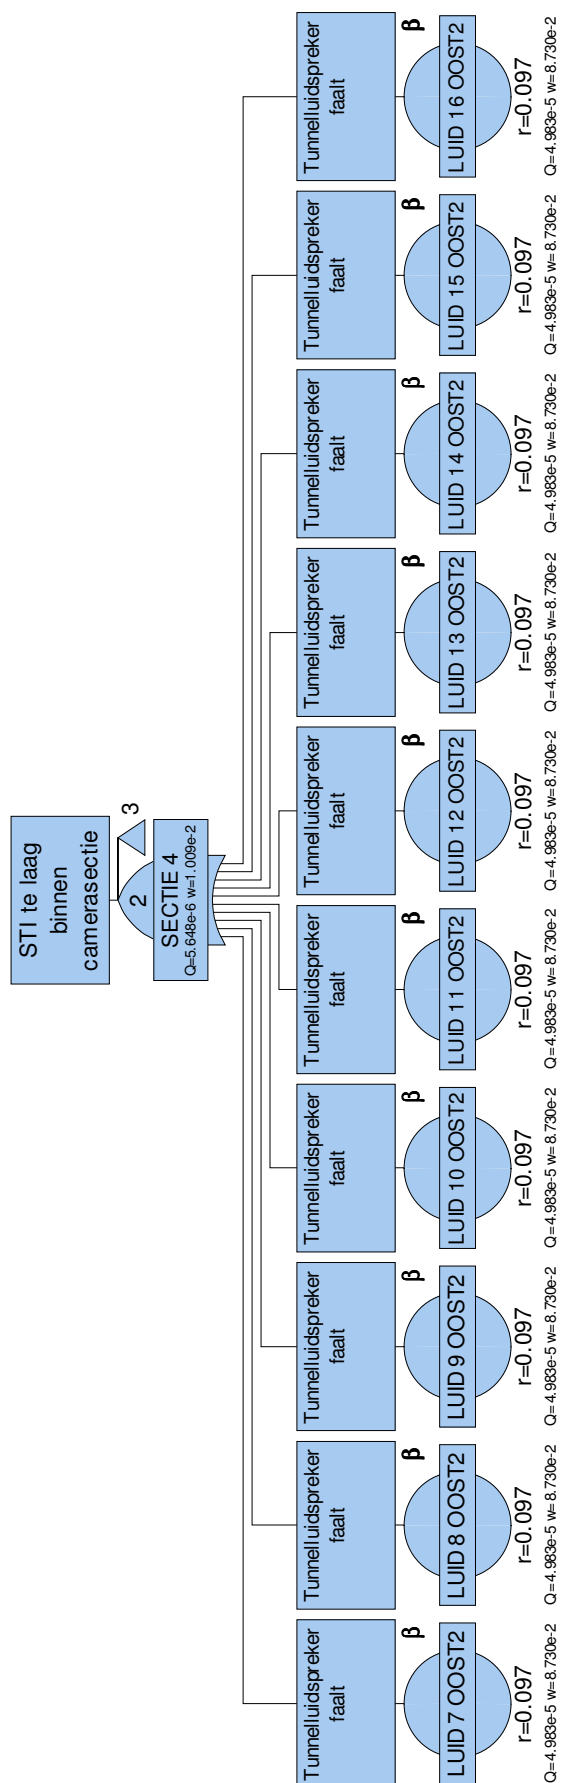 STI te laag
binnen
camerasectie
2
3
SECTIE 4
Q=5.648e-6 w=1.009e-2
Tunnelluidspreker
faalt
β
LUID 7 OOST2
r=0.097
Q=4.983e-5 w=8.730e-2
Tunnelluidspreker
faalt
β
LUID 8 OOST2
r=0.097
Q=4.983e-5 w=8.730e-2
Tunnelluidspreker
faalt
β
LUID 9 OOST2
r=0.097
Q=4.983e-5 w=8.730e-2
Tunnelluidspreker
faalt
β
LUID 10 OOST2
r=0.097
Q=4.983e-5 w=8.730e-2
Tunnelluidspreker
faalt
β
LUID 11 OOST2
r=0.097
Q=4.983e-5 w=8.730e-2
Tunnelluidspreker
faalt
β
LUID 12 OOST2
r=0.097
Q=4.983e-5 w=8.730e-2
Tunnelluidspreker
faalt
β
LUID 13 OOST2
r=0.097
Q=4.983e-5 w=8.730e-2
Tunnelluidspreker
faalt
β
LUID 14 OOST2
r=0.097
Q=4.983e-5 w=8.730e-2
Tunnelluidspreker
faalt
β
LUID 15 OOST2
r=0.097
Q=4.983e-5 w=8.730e-2
Tunnelluidspreker
faalt
β
LUID 16 OOST2
r=0.097
Q=4.983e-5 w=8.730e-2